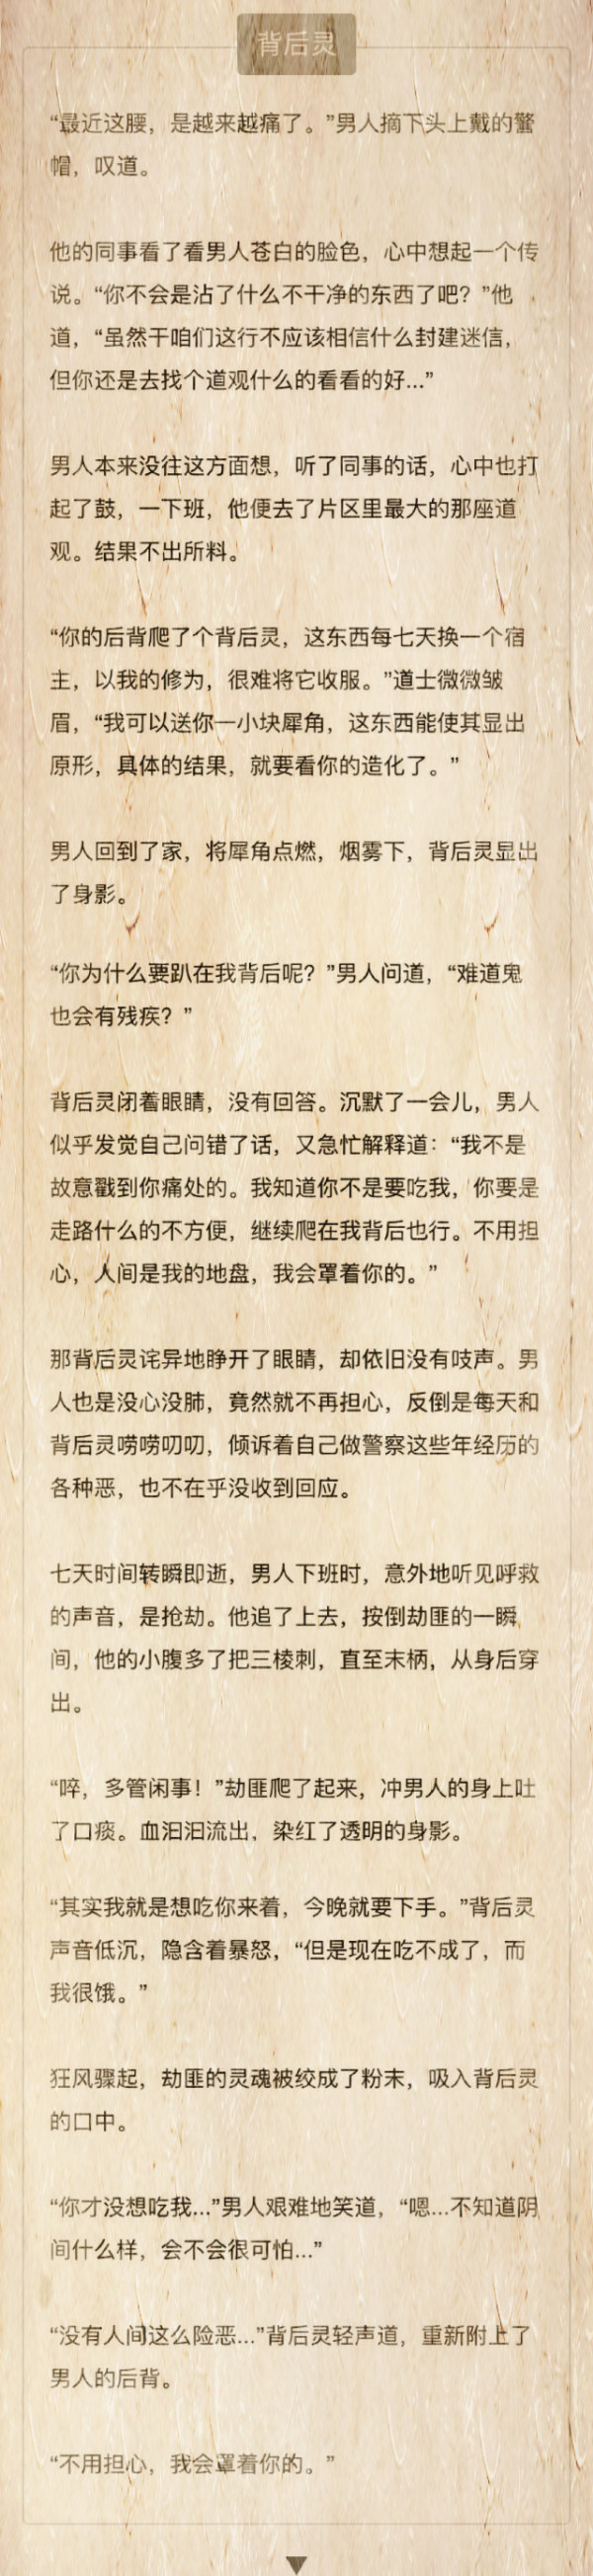 背后灵
“最近这腰，是越来越痛了。”男人摘下头上戴的警
帽，叹道。
他的同事看了看男人苍白的脸色，心中想起一个传
说。“你不会是沾了什么不干净的东西了吧？”他
道，“虽然干咱们这行不应该相信什么封建迷信，
但你还是去找个道观什么的看看的好...”
男人本来没往这方面想，听了同事的话，心中也打
起了鼓，一下班，他便去了片区里最大的那座道
观。结果不出所料。
“你的后背爬了个背后灵，这东西每七天换一个宿
主，以我的修为，很难将它收服。”道士微微皱
眉，“我可以送你一小块犀角，这东西能使其显出
原形，具体的结果，就要看你的造化了。”
男人回到了家，将犀角点燃，烟雾下，背后灵显出
了身影。
“你为什么要趴在我背后呢？”男人问道，“难道鬼
也会有残疾？”
背后灵闭着眼睛，没有回答。沉默了一会儿，男人
似乎发觉自己问错了话，又急忙解释道：“我不是
故意戳到你痛处的。我知道你不是要吃我，你要是
走路什么的不方便，继续爬在我背后也行。不用担
心，人间是我的地盘，我会罩着你的。”
那背后灵诧异地睁开了眼睛，却依旧没有吱声。男
人也是没心没肺，竟然就不再担心，反倒是每天和
背后灵唠唠叨叨，倾诉着自己做警察这些年经历的
各种恶，也不在乎没收到回应。
七天时间转瞬即逝，男人下班时，意外地听见呼救
的声音，是抢劫。他追了上去，按倒劫匪的一瞬
间，他的小腹多了把三棱刺，直至末柄，从身后穿
出。
“啐，多管闲事！”劫匪爬了起来，冲男人的身上吐
了口痰。血汩汩流出，染红了透明的身影。
“其实我就是想吃你来着，今晚就要下手。”背后灵
声音低沉，隐含着暴怒，“但是现在吃不成了，而
我很饿。”
狂风骤起，劫匪的灵魂被绞成了粉末，吸入背后灵
的口中。
“你才没想吃我...”男人艰难地笑道，“嗯...不知道阴
间什么样，会不会很可怕...”
“没有人间这么险恶...”背后灵轻声道，重新附上了
男人的后背。
“不用担心，我会罩着你的。”